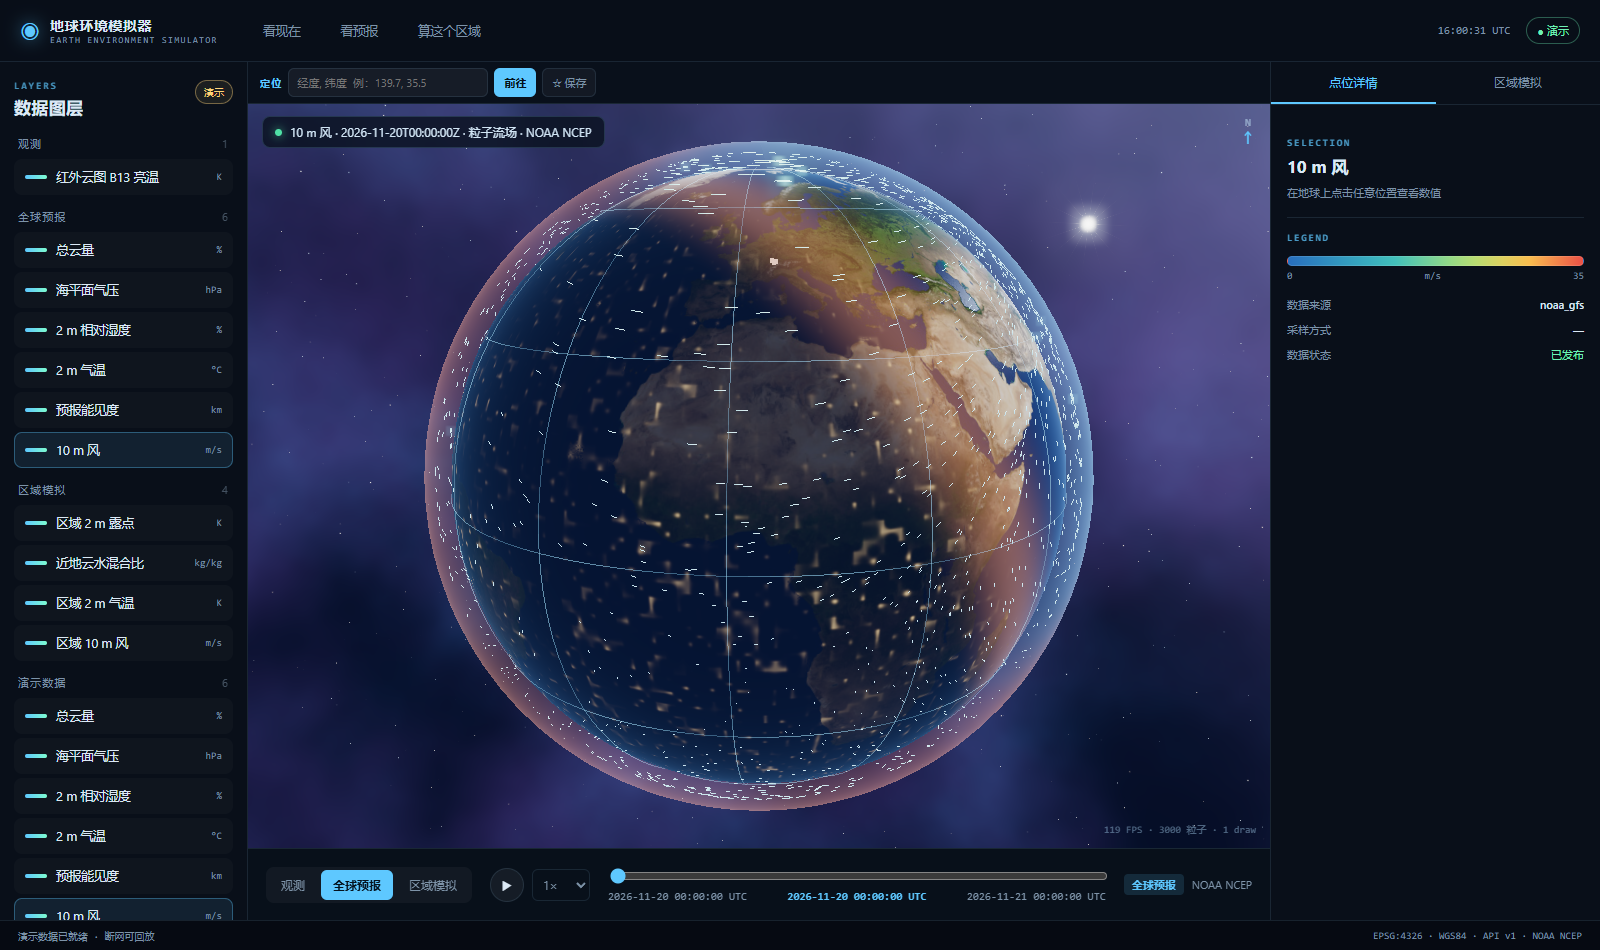 地球环境模拟器
EARTH ENVIRONMENT SIMULATOR
看现在
看预报
算这个区域
16:00:31 UTC
演示
LAYERS
数据图层
演示
观测 1
红外云图 B13 亮温 K
全球预报 6
总云量 %
海平面气压 hPa
2 m 相对湿度 %
2 m 气温 °C
预报能见度 km
10 m 风 m/s
区域模拟 4
区域 2 m 露点 K
近地云水混合比 kg/kg
区域 2 m 气温 K
区域 10 m 风 m/s
演示数据 6
总云量 %
海平面气压 hPa
2 m 相对湿度 %
2 m 气温 °C
预报能见度 km
10 m 风 m/s
定位
经度, 纬度 例: 139.7, 35.5
前往
☆ 保存
10 m 风 · 2026-11-20T00:00:00Z · 粒子流场 · NOAA NCEP
N
119 FPS · 3000 粒子 · 1 draw
点位详情
区域模拟
SELECTION
10 m 风
在地球上点击任意位置查看数值
LEGEND
0 m/s 35
数据来源 noaa_gfs
采样方式 —
数据状态 已发布
观测
全球预报
区域模拟
1×
2026-11-20 00:00:00 UTC
2026-11-20 00:00:00 UTC
2026-11-21 00:00:00 UTC
全球预报
NOAA NCEP
演示数据已就绪 · 断网可回放
EPSG:4326 · WGS84 · API v1 · NOAA NCEP